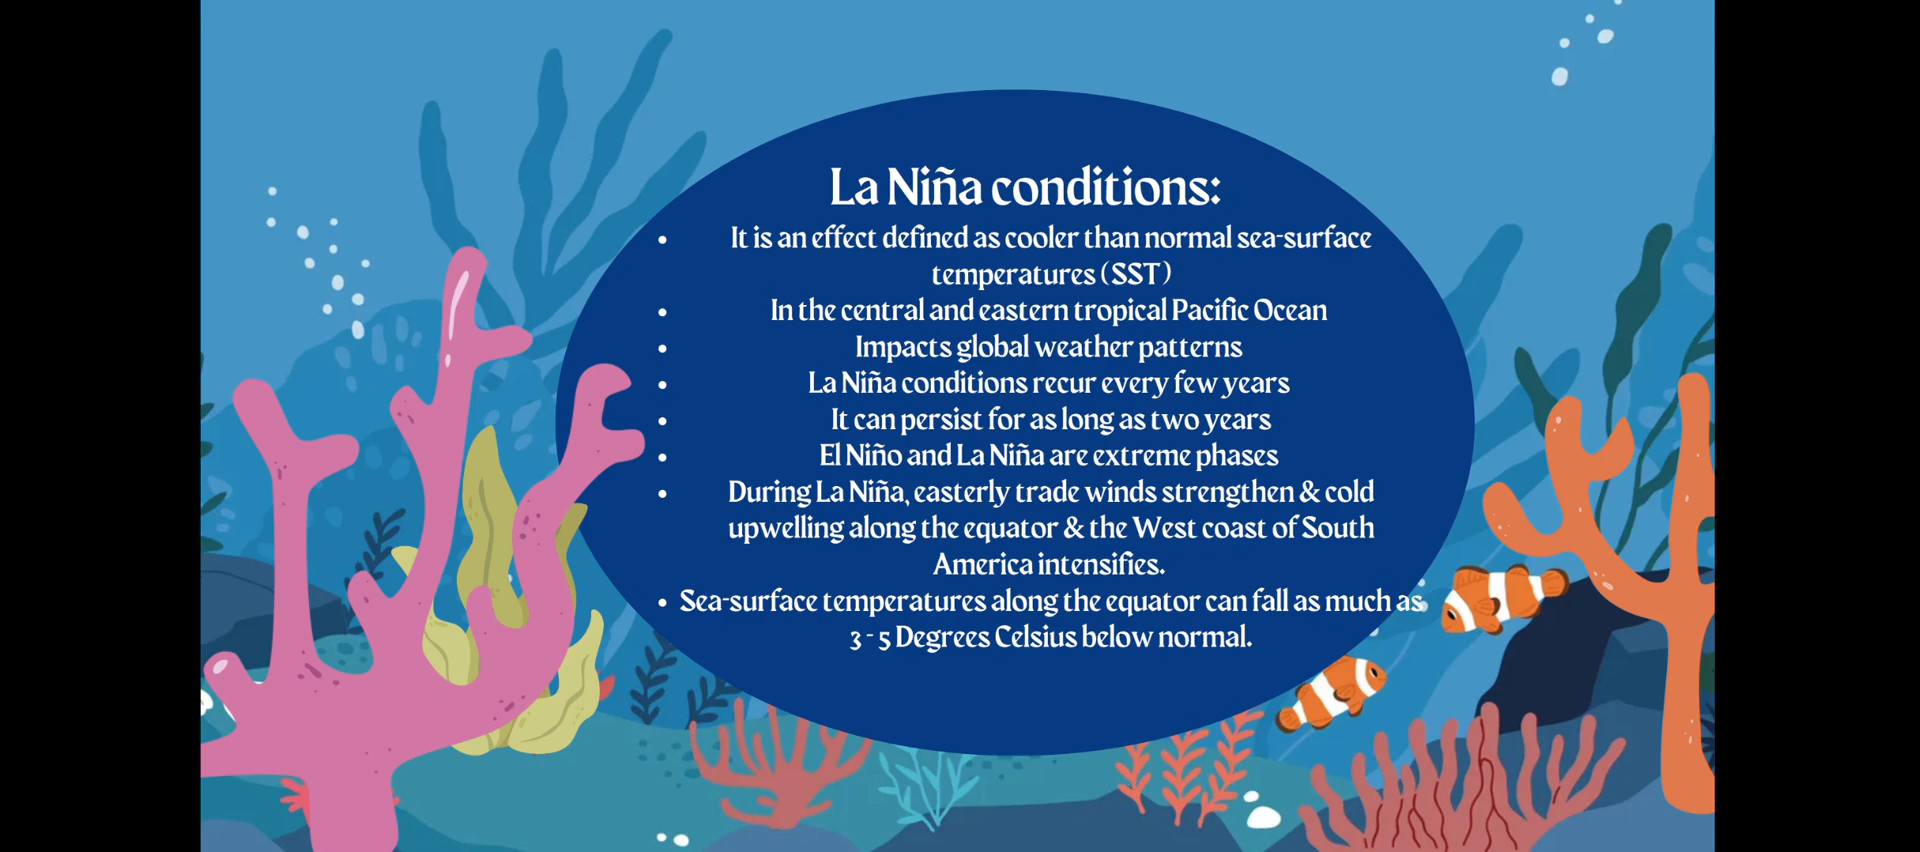 La Niña conditions:
• It is an effect defined as cooler than normal sea-surface
temperatures (SST)
• In the central and eastern tropical Pacific Ocean
• Impacts global weather patterns
• La Niña conditions recur every few years
• It can persist for as long as two years
• El Niño and La Niña are extreme phases
• During La Niña, easterly trade winds strengthen & cold
upwelling along the equator & the West coast of South
America intensifies.
• Sea-surface temperatures along the equator can fall as much as
3 - 5 Degrees Celsius below normal.